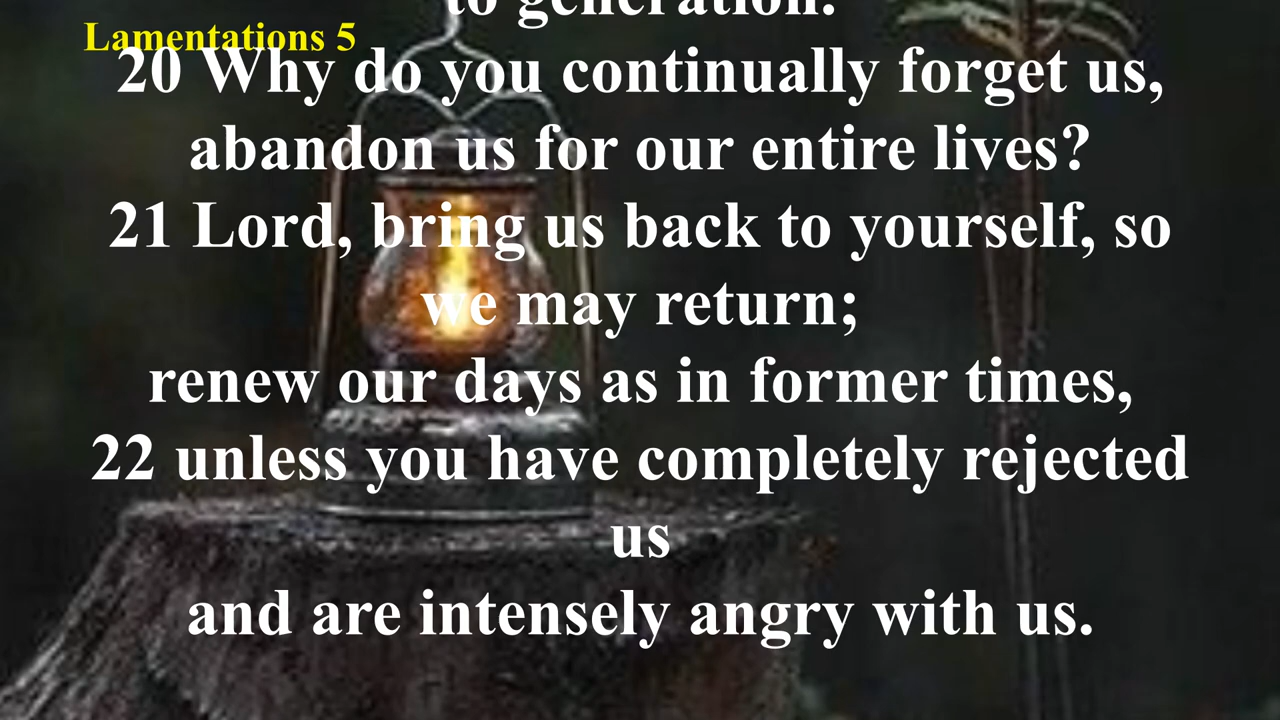 to generation.
Lamentations 5
20 Why do you continually forget us,
abandon us for our entire lives?
21 Lord, bring us back to yourself, so
we may return;
renew our days as in former times,
22 unless you have completely rejected
us
and are intensely angry with us.